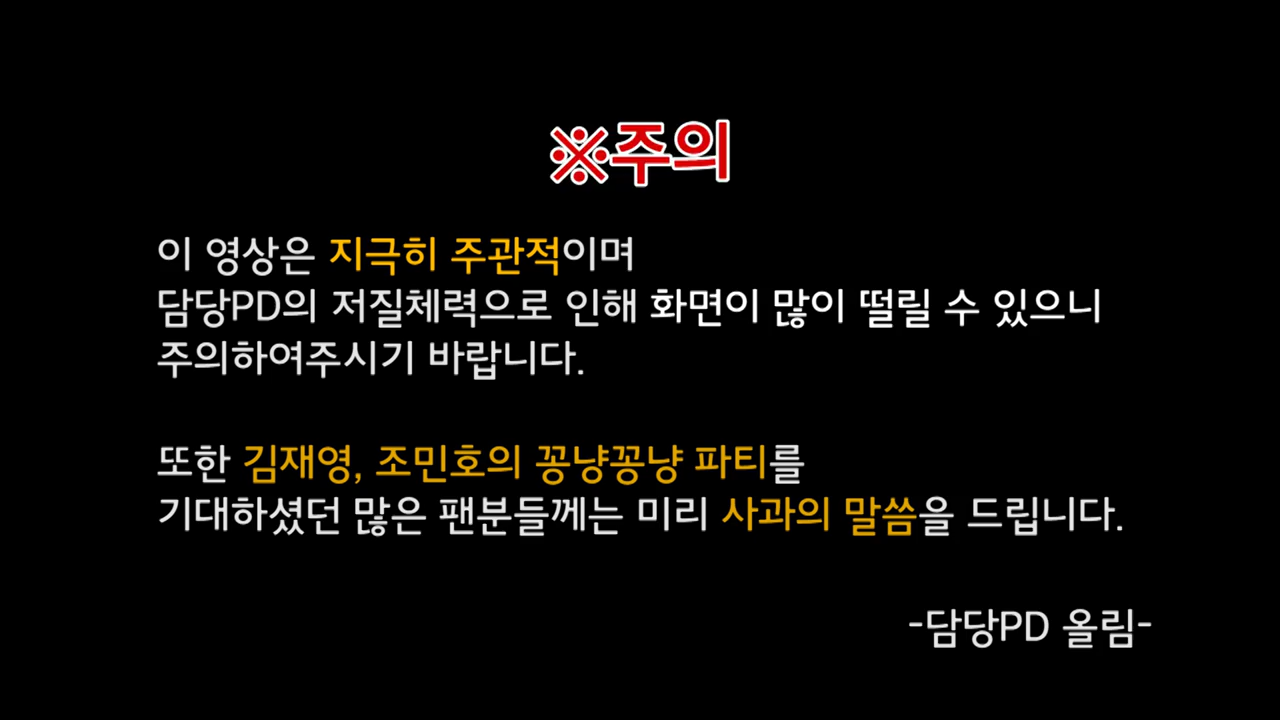 ※주의
이 영상은 지극히 주관적이며
담당PD의 저질체력으로 인해 화면이 많이 떨릴 수 있으니
주의하여주시기 바랍니다.
또한 김재영, 조민호의 꽁냥꽁냥 파티를
기대하셨던 많은 팬분들께는 미리 사과의 말씀을 드립니다.
-담당PD 올림-